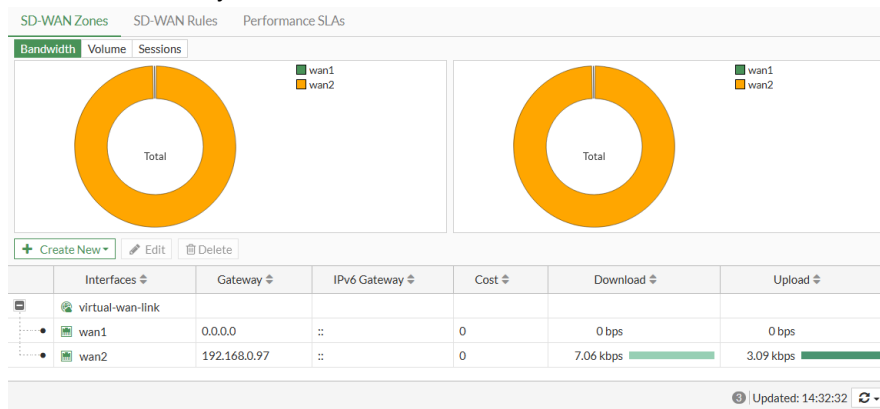 SD-WAN Zones SD-WAN Rules Performance SLAs
Bandwidth Volume Sessions
wan1
wan2
Total
wan1
wan2
Total
Create New Edit Delete
Interfaces Gateway IPv6 Gateway Cost Download Upload
virtual-wan-link
wan1 0.0.0.0 :: 0 0 bps 0 bps
wan2 192.168.0.97 :: 0 7.06 kbps 3.09 kbps
3 Updated: 14:32:32